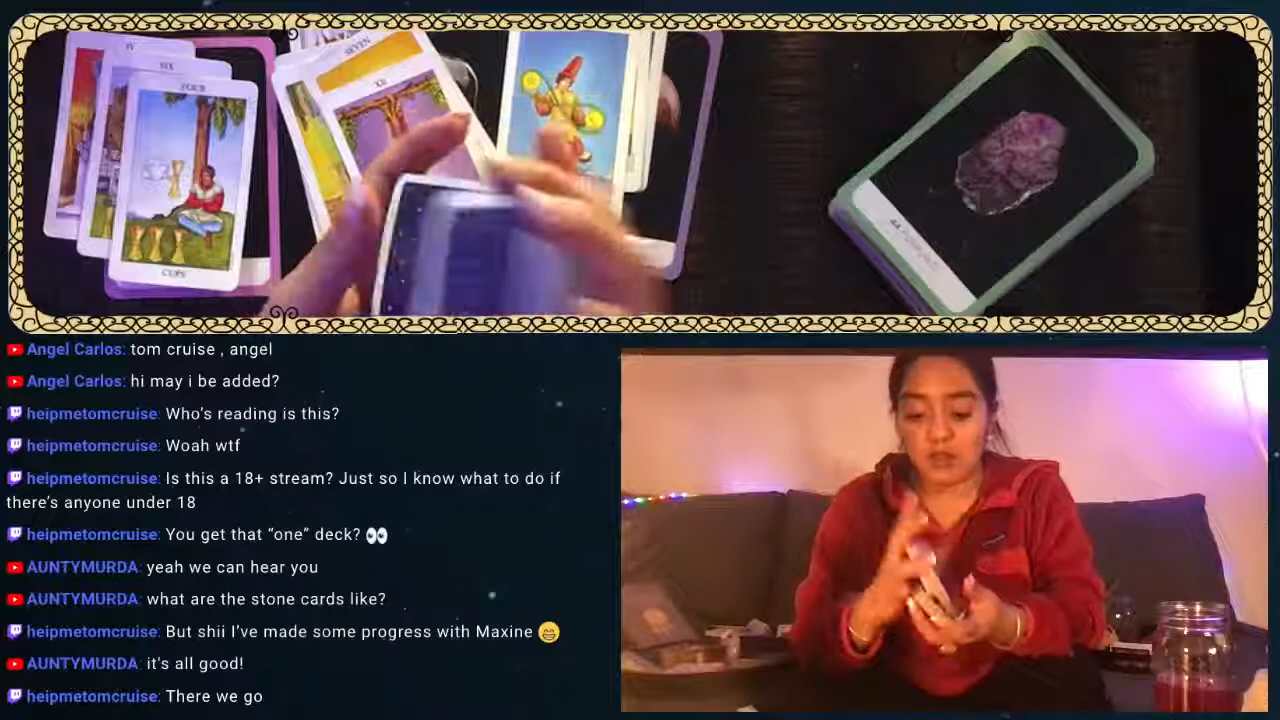 IV
SIX
FOUR
CUPS
SEVEN
XII
44
Angel Carlos: tom cruise , angel
Angel Carlos: hi may i be added?
heipmetomcruise: Who's reading is this?
heipmetomcruise: Woah wtf
heipmetomcruise: Is this a 18+ stream? Just so I know what to do if
there's anyone under 18
heipmetomcruise: You get that “one” deck? 👀
AUNTYMURDA: yeah we can hear you
AUNTYMURDA: what are the stone cards like?
heipmetomcruise: But shii I've made some progress with Maxine 😄
AUNTYMURDA: it's all good!
heipmetomcruise: There we go